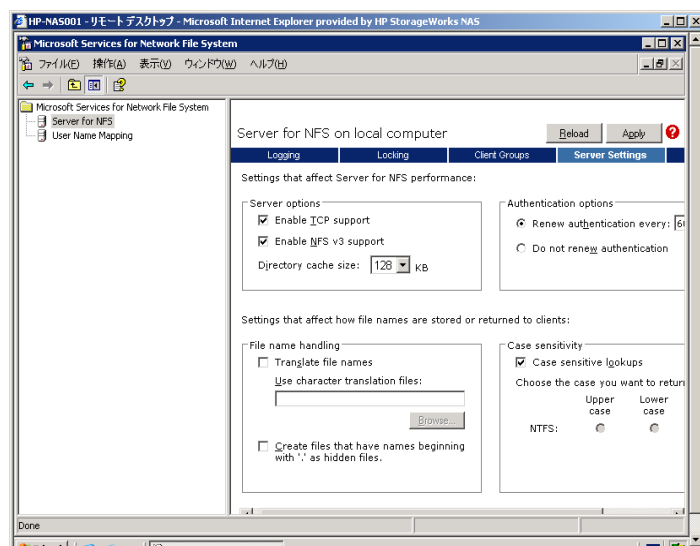 HP-NAS001 - リモート デスクトップ - Microsoft Internet Explorer provided by HP StorageWorks NAS
Microsoft Services for Network File System
ファイル(F) 操作(A) 表示(V) ウィンドウ(W) ヘルプ(H)
Microsoft Services for Network File System
Server for NFS
User Name Mapping
Server for NFS on local computer
Reload
Apply
Logging
Locking
Client Groups
Server Settings
Settings that affect Server for NFS performance:
Server options
Enable TCP support
Enable NFS v3 support
Directory cache size: 128 KB
Authentication options
Renew authentication every:
Do not renew authentication
Settings that affect how file names are stored or returned to clients:
File name handling
Translate file names
Use character translation files:
Browse...
Create files that have names beginning
with '.' as hidden files.
Case sensitivity
Case sensitive lookups
Choose the case you want to return
Upper case
Lower case
NTFS:
Done